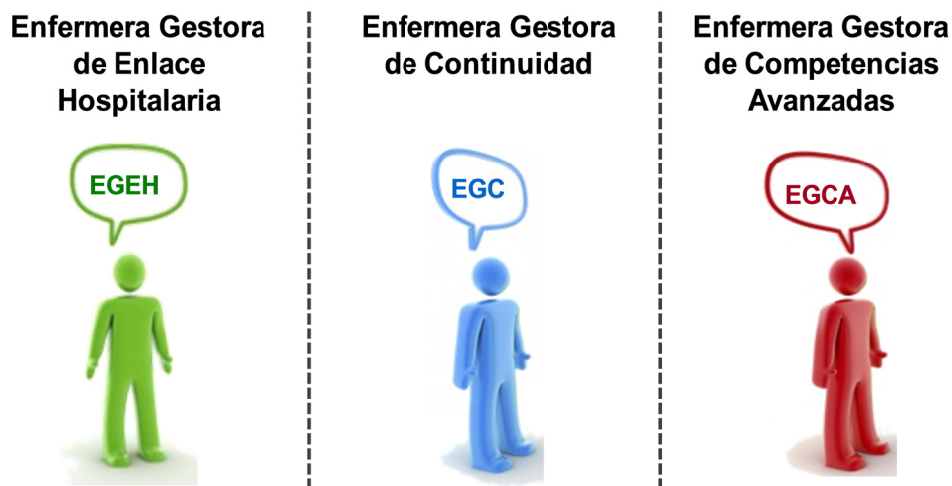 Enfermera Gestora
de Enlace
Hospitalaria
EGEH
Enfermera Gestora
de Continuidad
EGC
Enfermera Gestora
de Competencias
Avanzadas
EGCA